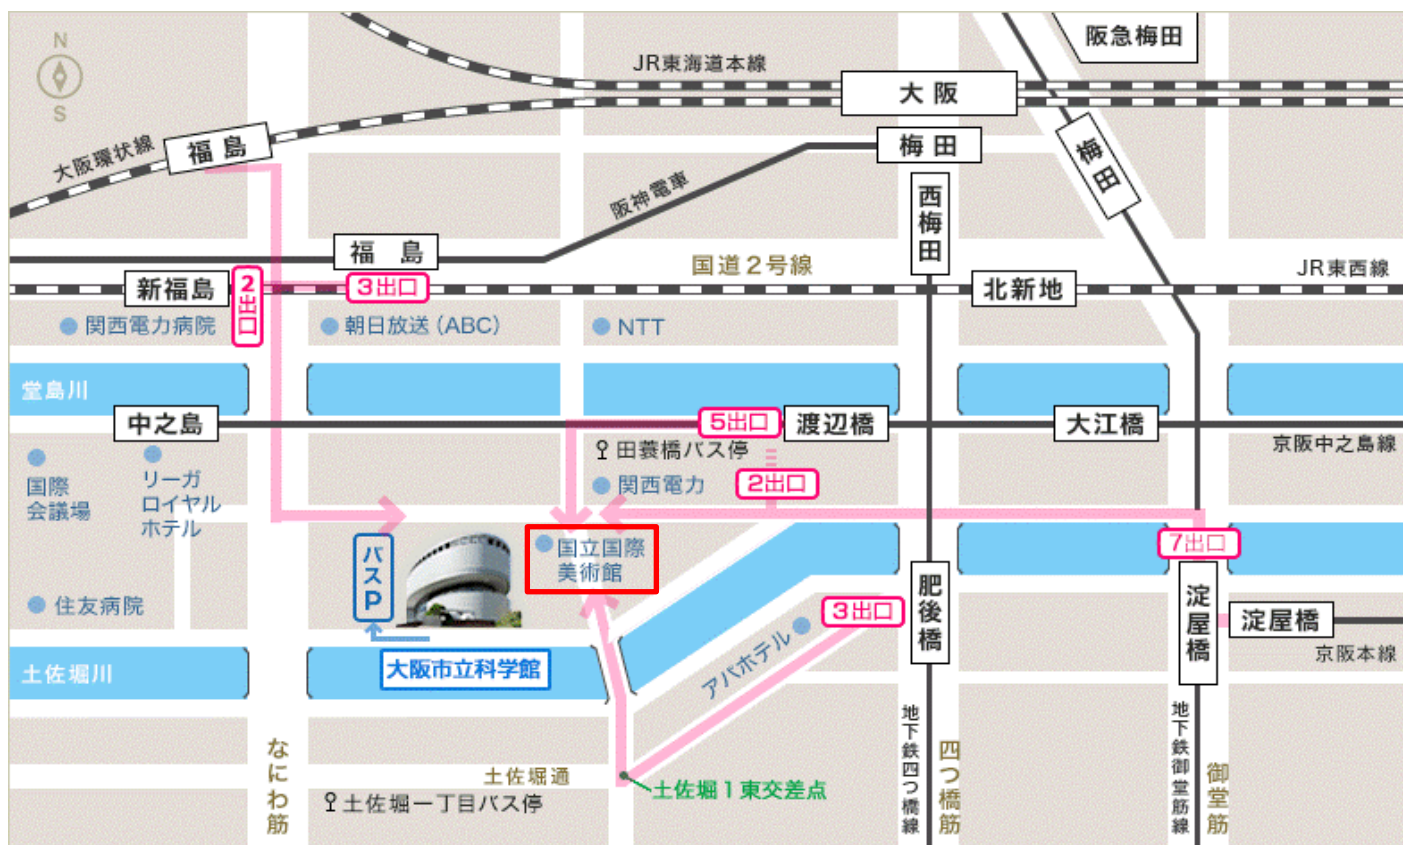 N
S
JR東海道本線
阪急梅田
大阪
大阪環状線
福島
梅田
梅田
阪神電車
西梅田
福島
国道2号線
JR東西線
新福島
2出口
3出口
北新地
関西電力病院
朝日放送(ABC)
NTT
堂島川
中之島
5出口
渡辺橋
大江橋
京阪中之島線
田蓑橋バス停
国際
会議場
リーガ
ロイヤル
ホテル
関西電力
2出口
バスP
国立国際
美術館
7出口
住友病院
3出口
肥後橋
淀屋橋
淀屋橋
京阪本線
土佐堀川
大阪市立科学館
アパホテル
地下鉄四つ橋線
四つ橋筋
地下鉄御堂筋線
御堂筋
なにわ筋
土佐堀通
土佐堀1東交差点
土佐堀一丁目バス停